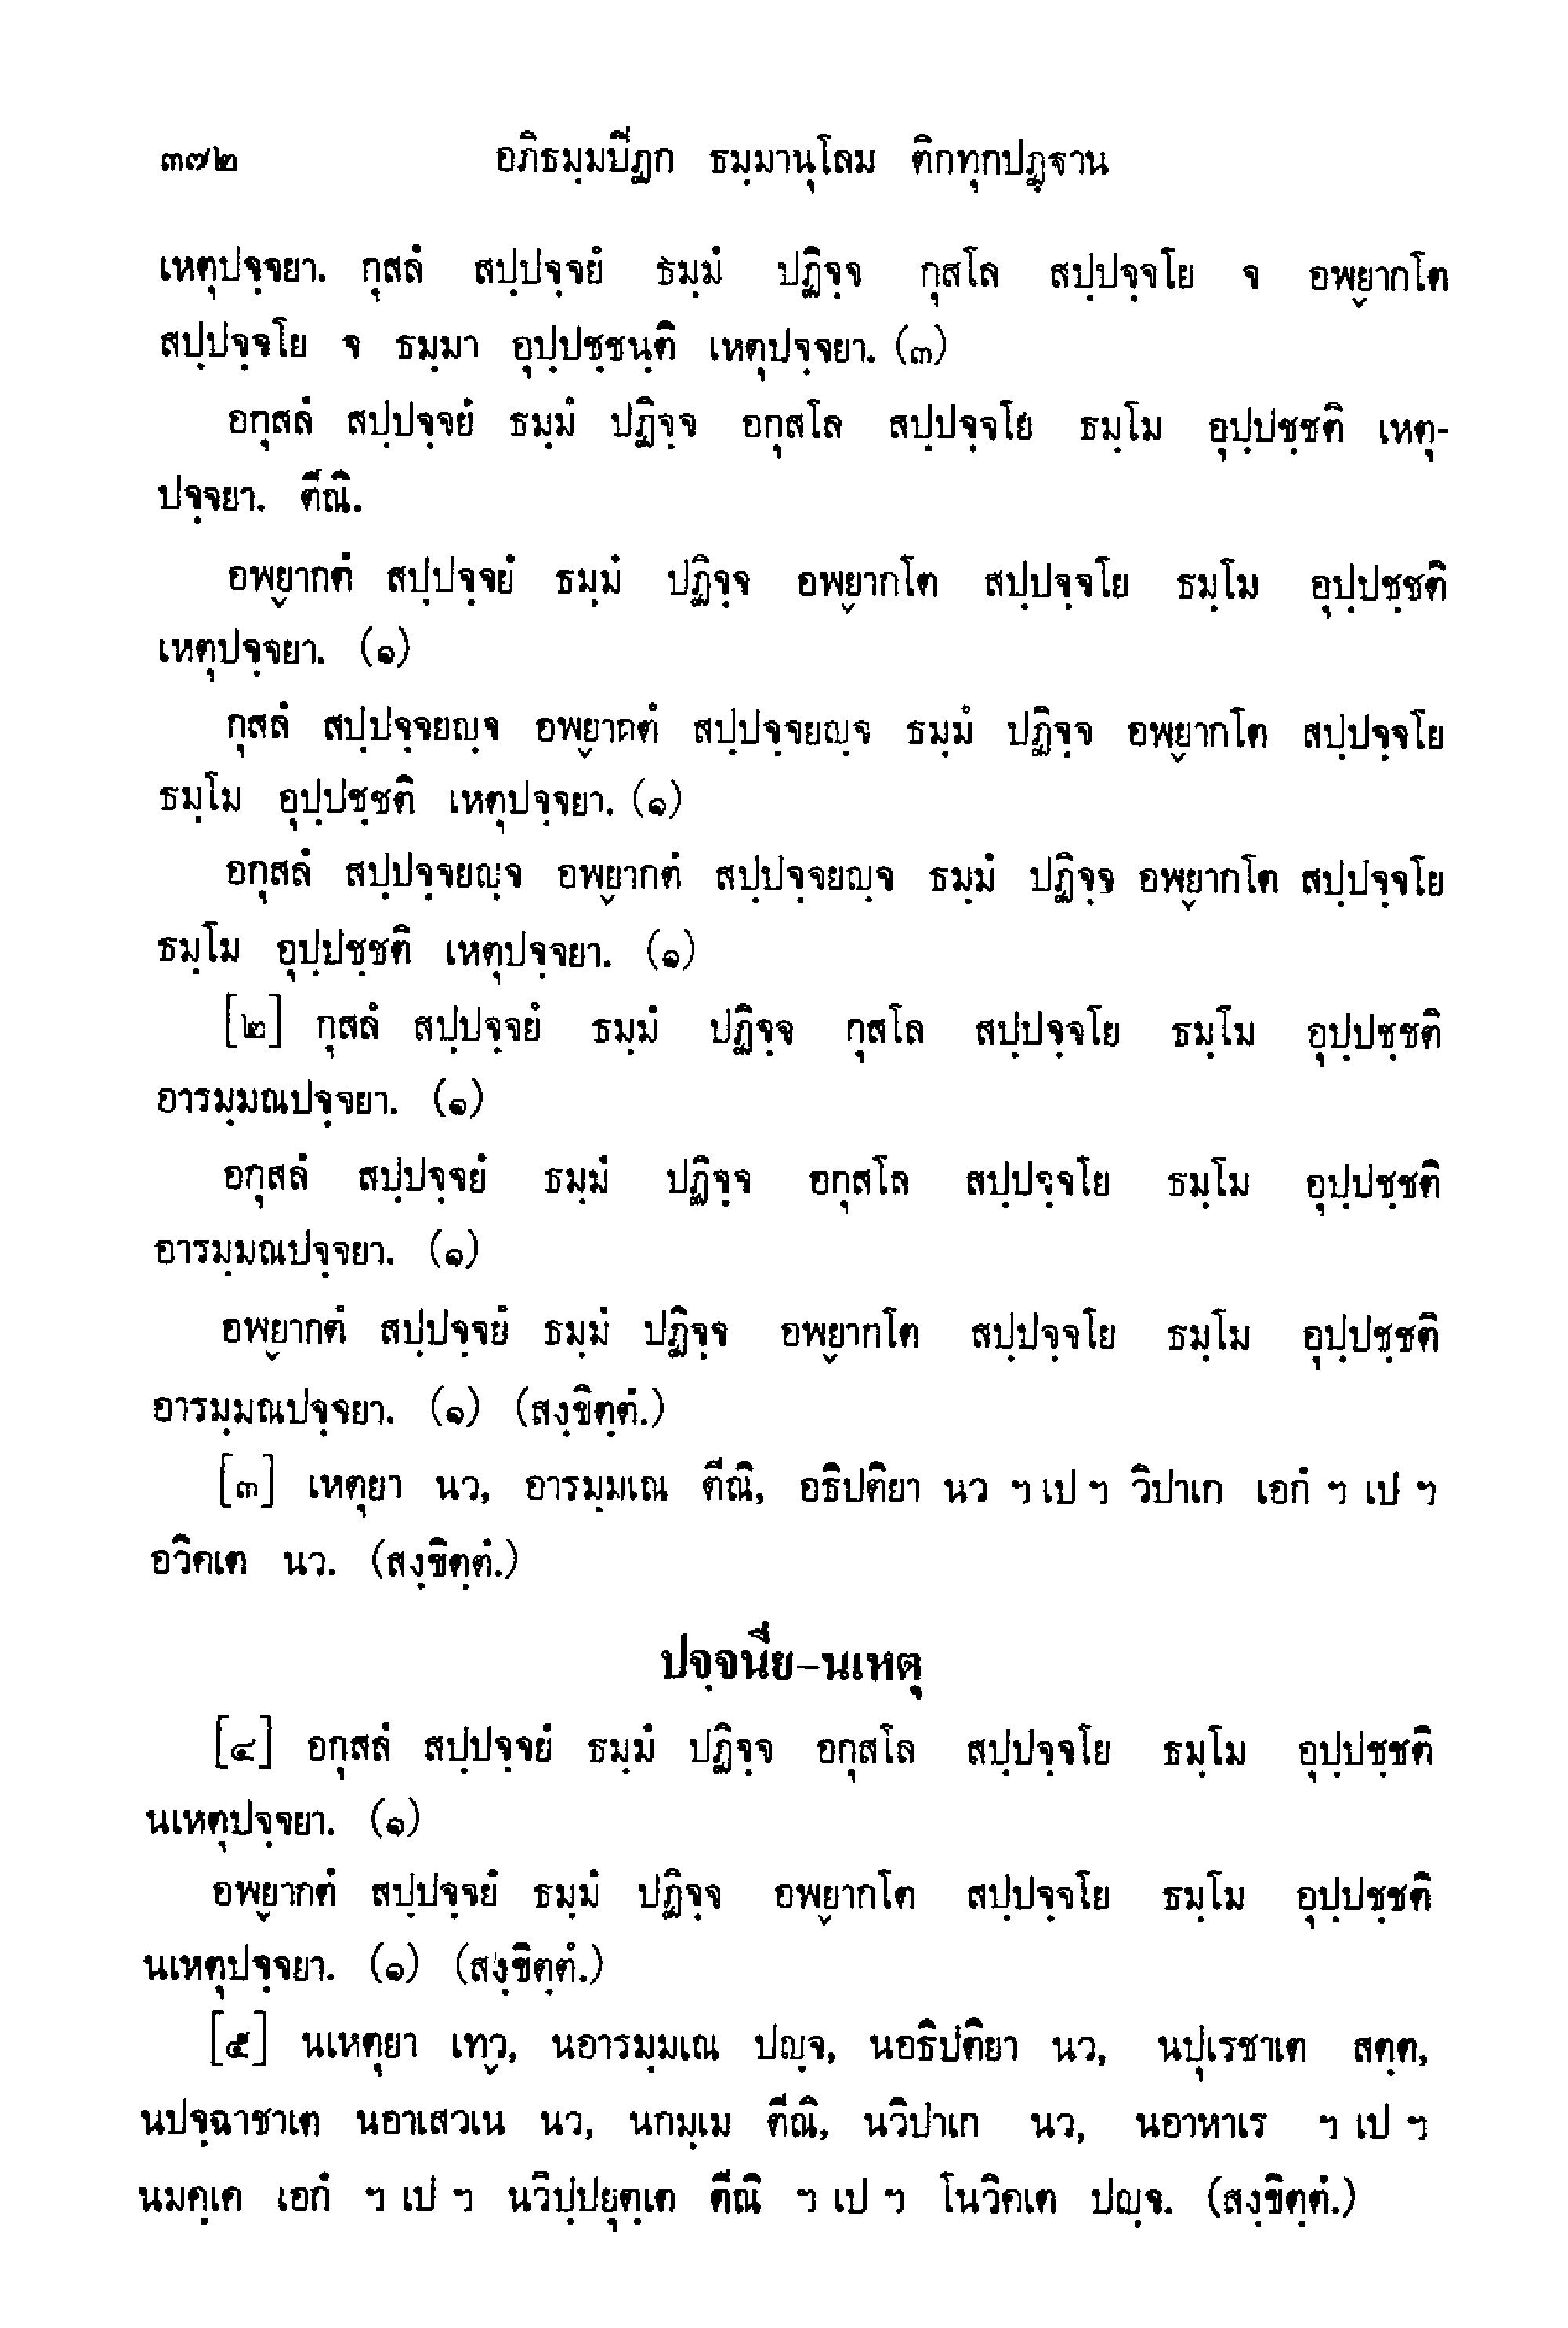 ๓๗๒ อภิธมฺมปีฏก ธมฺมานุโลม ติกทุกปฏฺฐาน
เหตุปจฺจยา. กุสลํ สปฺปจฺจยํ ธมฺมํ ปฏิจฺจ กุสโล สปฺปจฺจโย จ อพฺยากโต
สปฺปจฺจโย จ ธมฺมา อุปฺปชฺชนฺติ เหตุปจฺจยา. (๓)
อกุสลํ สปฺปจฺจยํ ธมฺมํ ปฏิจฺจ อกุสโล สปฺปจฺจโย ธมฺโม อุปฺปชฺชติ เหตุ-
ปจฺจยา. ตีณิ.
อพฺยากตํ สปฺปจฺจยํ ธมฺมํ ปฏิจฺจ อพฺยากโต สปฺปจฺจโย ธมฺโม อุปฺปชฺชติ
เหตุปจฺจยา. (๑)
กุสลํ สปฺปจฺจยญฺจ อพฺยากตํ สปฺปจฺจยญฺจ ธมฺมํ ปฏิจฺจ อพฺยากโต สปฺปจฺจโย
ธมฺโม อุปฺปชฺชติ เหตุปจฺจยา. (๑)
อกุสลํ สปฺปจฺจยญฺจ อพฺยากตํ สปฺปจฺจยญฺจ ธมฺมํ ปฏิจฺจ อพฺยากโต สปฺปจฺจโย
ธมฺโม อุปฺปชฺชติ เหตุปจฺจยา. (๑)
[๒] กุสลํ สปฺปจฺจยํ ธมฺมํ ปฏิจฺจ กุสโล สปฺปจฺจโย ธมฺโม อุปฺปชฺชติ
อารมฺมณปจฺจยา. (๑)
อกุสลํ สปฺปจฺจยํ ธมฺมํ ปฏิจฺจ อกุสโล สปฺปจฺจโย ธมฺโม อุปฺปชฺชติ
อารมฺมณปจฺจยา. (๑)
อพฺยากตํ สปฺปจฺจยํ ธมฺมํ ปฏิจฺจ อพฺยากโต สปฺปจฺจโย ธมฺโม อุปฺปชฺชติ
อารมฺมณปจฺจยา. (๑) (สงฺขิตฺตํ.)
[๓] เหตุยา นว, อารมฺมเณ ตีณิ, อธิปติยา นว ฯ เป ฯ วิปาเก เอกํ ฯ เป ฯ
อวิคเต นว. (สงฺขิตฺตํ.)
ปจฺจนีย–นเหตุ
[๔] อกุสลํ สปฺปจฺจยํ ธมฺมํ ปฏิจฺจ อกุสโล สปฺปจฺจโย ธมฺโม อุปฺปชฺชติ
นเหตุปจฺจยา. (๑)
อพฺยากตํ สปฺปจฺจยํ ธมฺมํ ปฏิจฺจ อพฺยากโต สปฺปจฺจโย ธมฺโม อุปฺปชฺชติ
นเหตุปจฺจยา. (๑) (สงฺขิตฺตํ.)
[๕] นเหตุยา เทฺว, นอารมฺมเณ ปญฺจ, นอธิปติยา นว, นปุเรชาเต สตฺต,
นปจฺฉาชาเต นอาเสวเน นว, นกมฺเม ตีณิ, นวิปาเก นว, นอาหาเร ฯ เป ฯ
นมคฺเค เอกํ ฯ เป ฯ นวิปฺปยุตฺเต ตีณิ ฯ เป ฯ โนวิคเต ปญฺจ. (สงฺขิตฺตํ.)